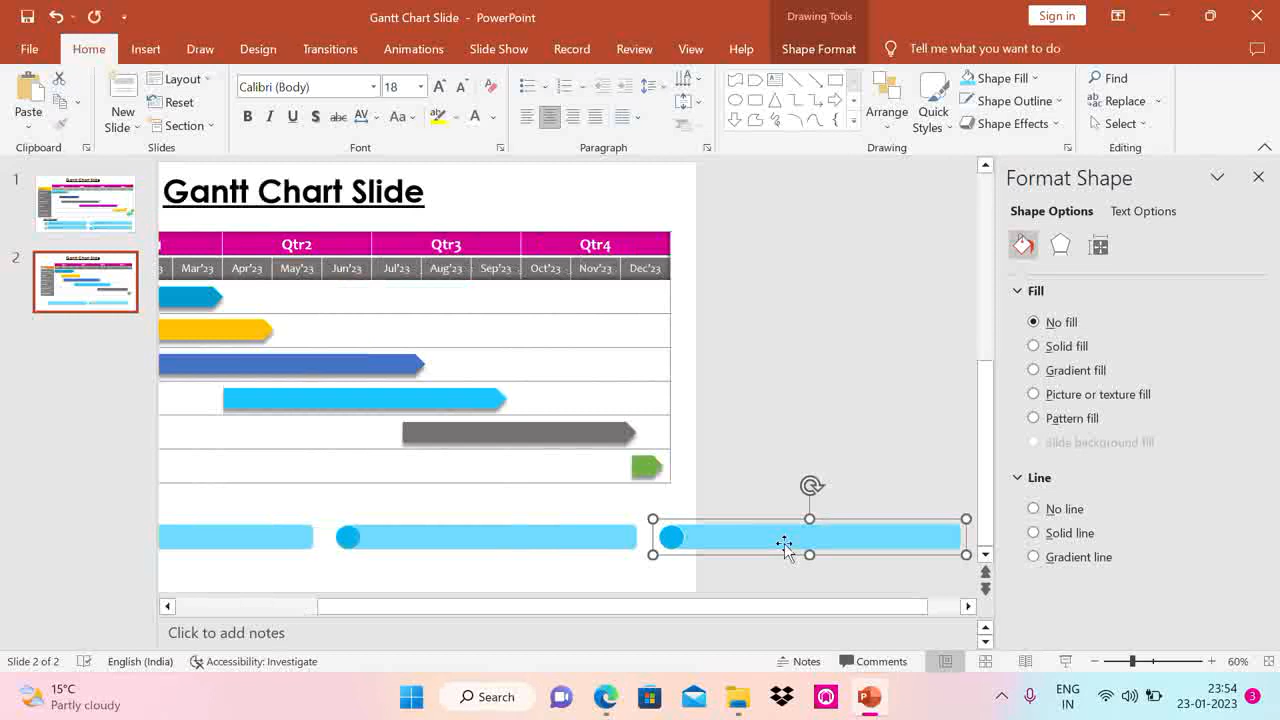 Gantt Chart Slide - PowerPoint
Drawing Tools
Sign in
File
Home
Insert
Draw
Design
Transitions
Animations
Slide Show
Record
Review
View
Help
Shape Format
Tell me what you want to do
Paste
Clipboard
New
Slide
Layout
Reset
Section
Slides
Calibri (Body)
18
B I U S abc AV Aa A
Font
Paragraph
Arrange
Quick
Styles
Shape Fill
Shape Outline
Shape Effects
Drawing
Find
Replace
Select
Editing
1
2
Gantt Chart Slide
Qtr2
Qtr3
Qtr4
Mar'23
Apr'23
May'23
Jun'23
Jul'23
Aug'23
Sep'23
Oct'23
Nov'23
Dec'23
Format Shape
Shape Options
Text Options
Fill
No fill
Solid fill
Gradient fill
Picture or texture fill
Pattern fill
Slide background fill
Line
No line
Solid line
Gradient line
Click to add notes
Slide 2 of 2
English (India)
Accessibility: Investigate
Notes
Comments
60%
15°C
Partly cloudy
Search
ENG
IN
23:54
23-01-2023
3